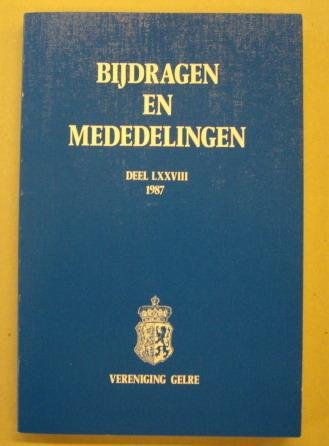 BIJDRAGEN
EN
MEDEDELINGEN
DEEL LXXVIII
1987
VERENIGING GELRE